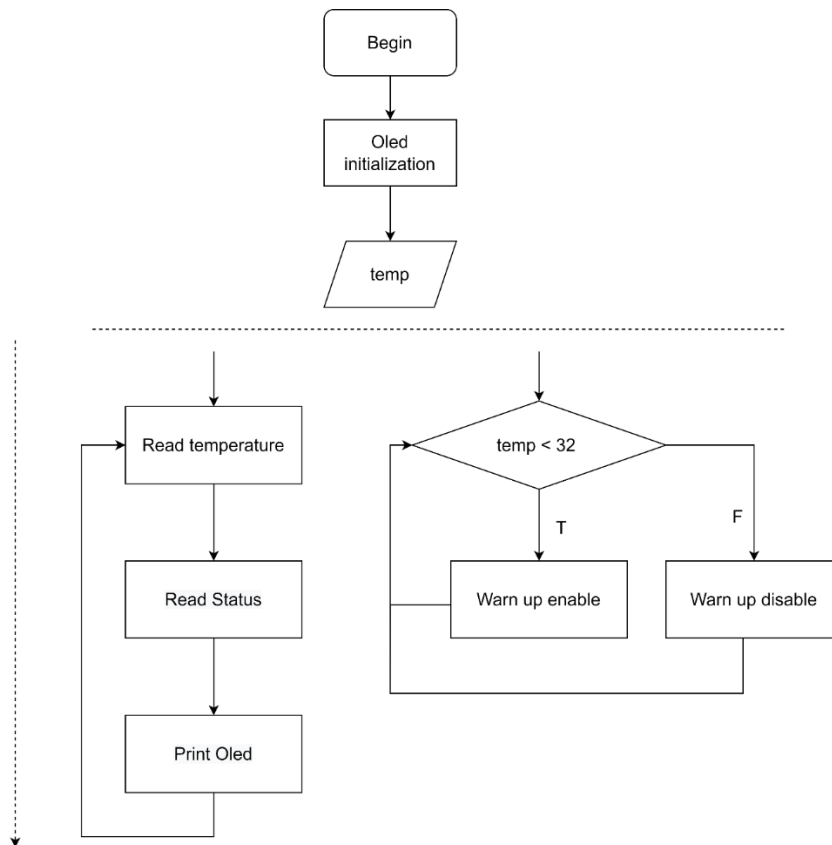 Begin
Oled
initialization
temp
Read temperature
temp < 32
T
F
Read Status
Warn up enable
Warn up disable
Print Oled